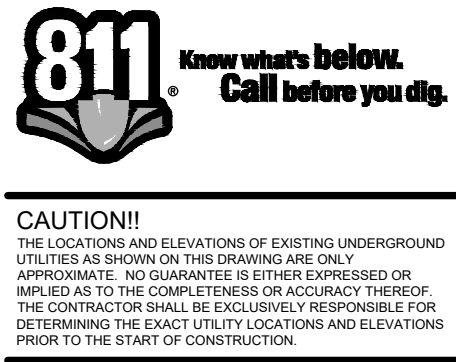 811
®
Know what's below.
Call before you dig.
CAUTION!!
THE LOCATIONS AND ELEVATIONS OF EXISTING UNDERGROUND
UTILITIES AS SHOWN ON THIS DRAWING ARE ONLY
APPROXIMATE. NO GUARANTEE IS EITHER EXPRESSED OR
IMPLIED AS TO THE COMPLETENESS OR ACCURACY THEREOF.
THE CONTRACTOR SHALL BE EXCLUSIVELY RESPONSIBLE FOR
DETERMINING THE EXACT UTILITY LOCATIONS AND ELEVATIONS
PRIOR TO THE START OF CONSTRUCTION.